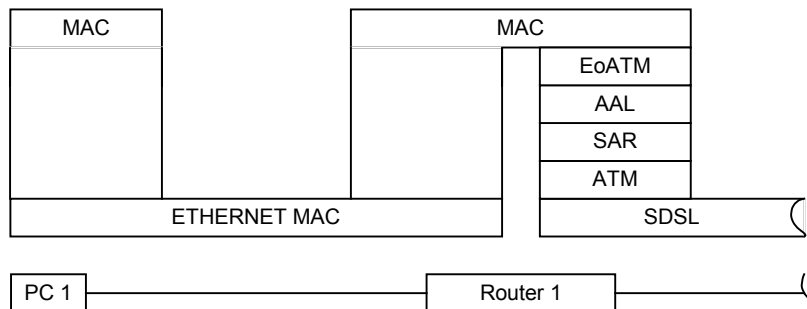 MAC
MAC
EoATM
AAL
SAR
ATM
ETHERNET MAC
SDSL
PC 1
Router 1